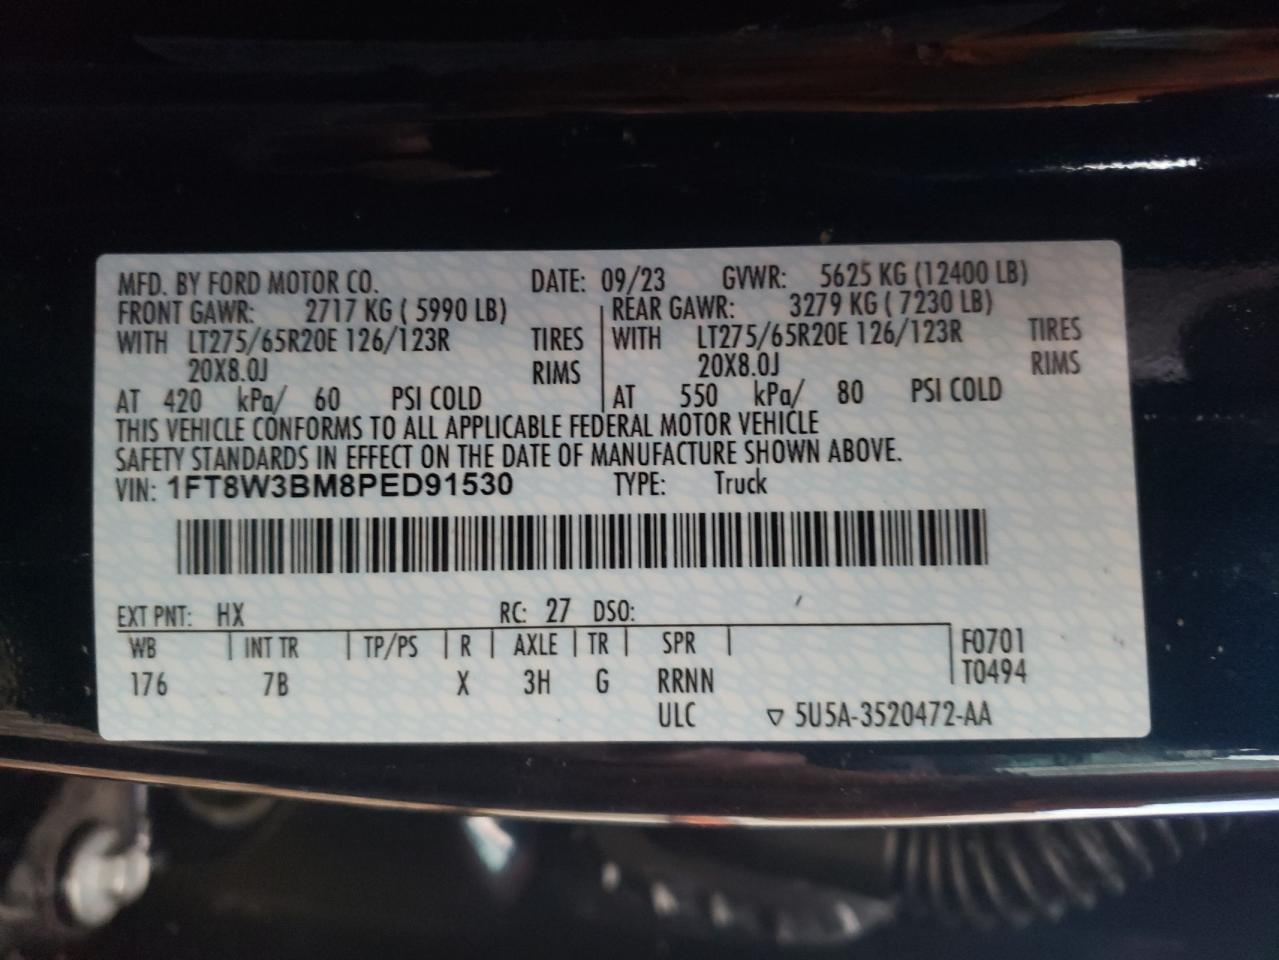 MFD. BY FORD MOTOR CO. DATE: 09/23 GVWR: 5625 KG (12400 LB)
FRONT GAWR: 2717 KG ( 5990 LB) REAR GAWR: 3279 KG ( 7230 LB)
WITH LT275/65R20E 126/123R TIRES WITH LT275/65R20E 126/123R TIRES
20X8.0J RIMS 20X8.0J RIMS
AT 420 kPa/ 60 PSI COLD AT 550 kPa/ 80 PSI COLD
THIS VEHICLE CONFORMS TO ALL APPLICABLE FEDERAL MOTOR VEHICLE
SAFETY STANDARDS IN EFFECT ON THE DATE OF MANUFACTURE SHOWN ABOVE.
VIN: 1FT8W3BM8PED91530 TYPE: Truck
EXT PNT: HX RC: 27 DSO:
WB INT TR TP/PS R AXLE TR SPR F0701
T0494
176 7B X 3H G RRNN
ULC ▽ 5U5A-3520472-AA